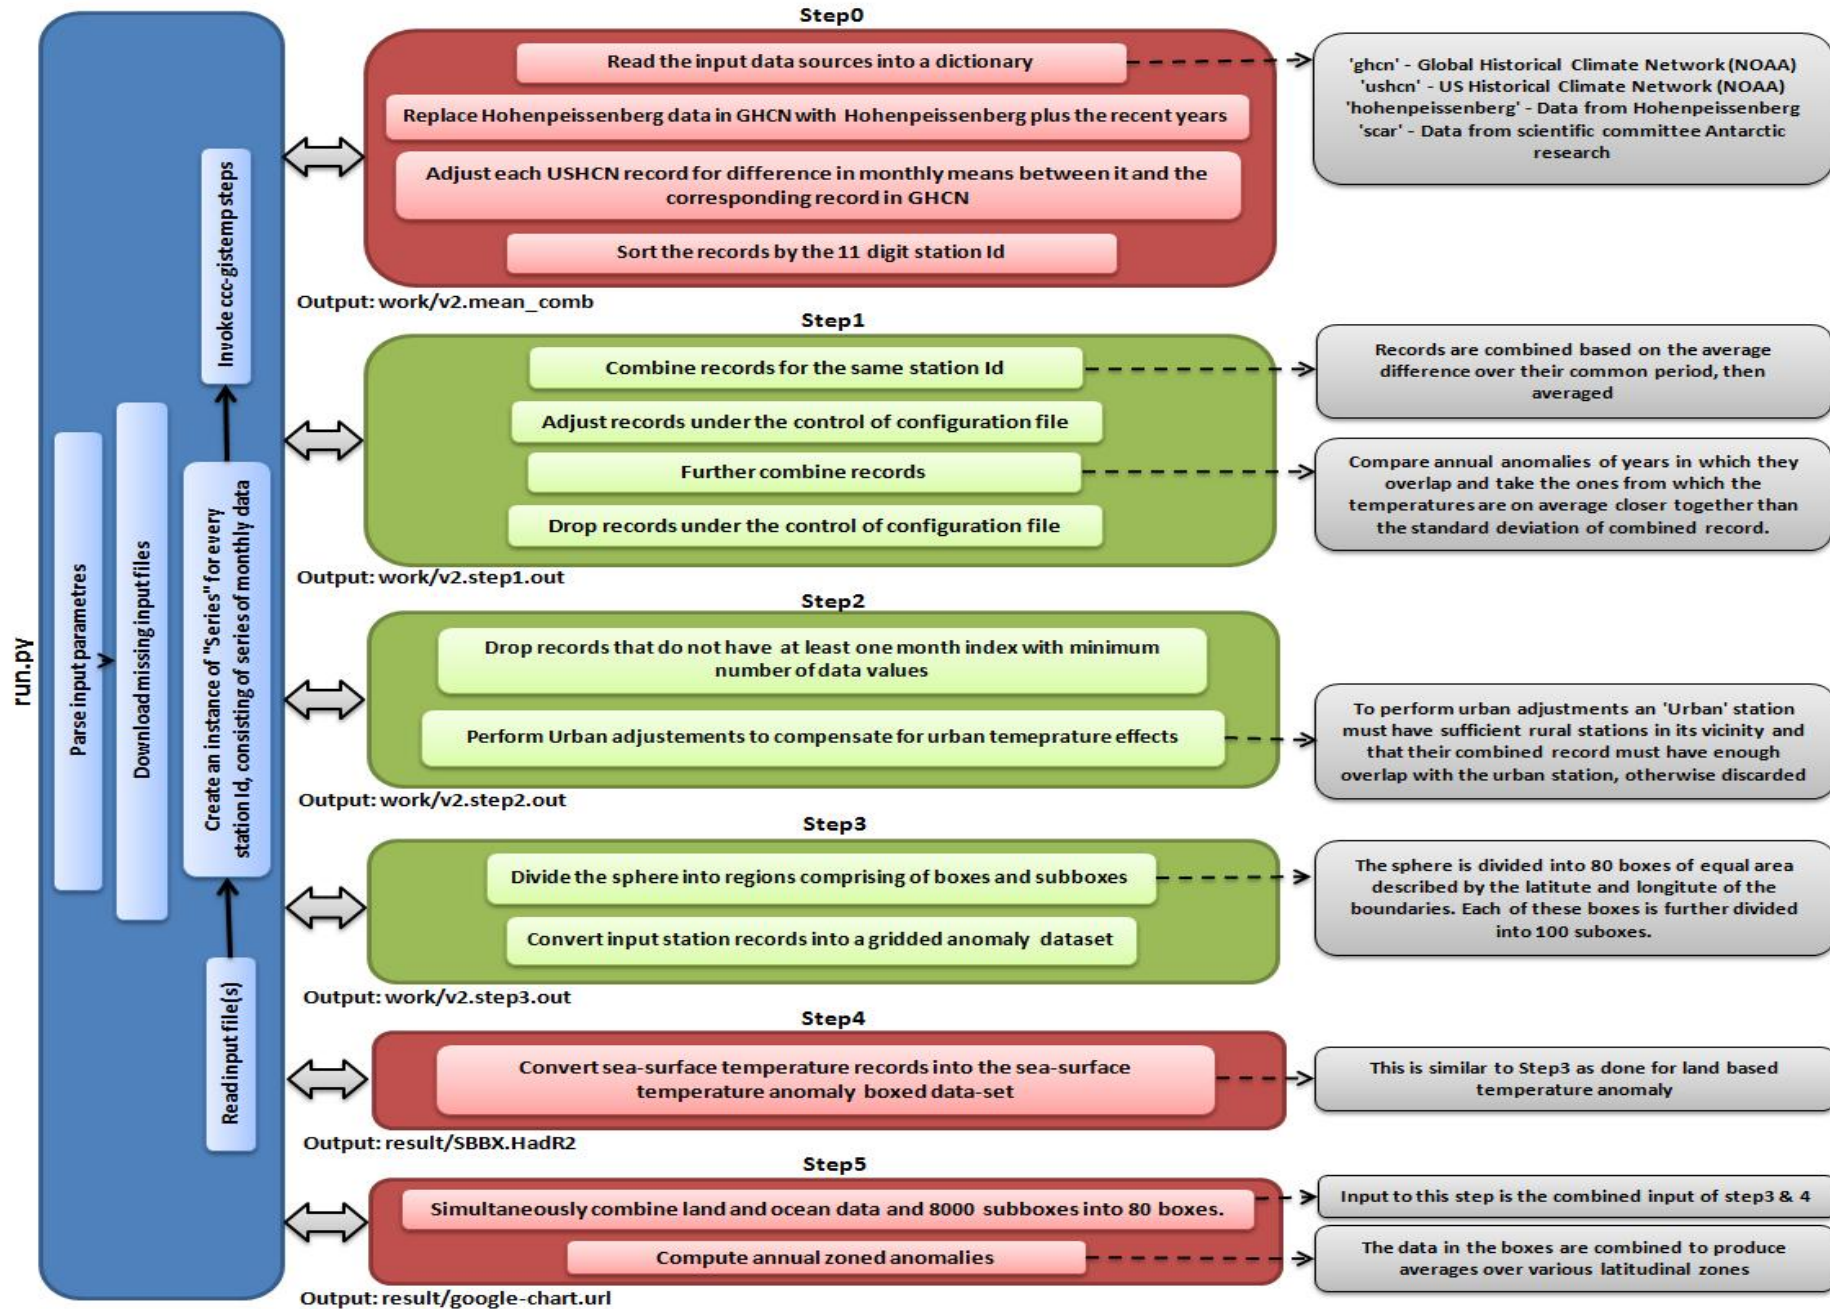 run.py
Parse input parametres
Download missing input files
Read input file(s)
Create an instance of "Series" for every
station Id, consisting of series of monthly data
Invoke ccc-gistemp steps
Step0
Read the input data sources into a dictionary
Replace Hohenpeissenberg data in GHCN with Hohenpeissenberg plus the recent years
Adjust each USHCN record for difference in monthly means between it and the
corresponding record in GHCN
Sort the records by the 11 digit station Id
'ghcn' - Global Historical Climate Network (NOAA)
'ushcn' - US Historical Climate Network (NOAA)
'hohenpeissenberg' - Data from Hohenpeissenberg
'scar' - Data from scientific committee Antarctic
research
Output: work/v2.mean_comb
Step1
Combine records for the same station Id
Adjust records under the control of configuration file
Further combine records
Drop records under the control of configuration file
Records are combined based on the average
difference over their common period, then
averaged
Compare annual anomalies of years in which they
overlap and take the ones from which the
temperatures are on average closer together than
the standard deviation of combined record.
Output: work/v2.step1.out
Step2
Drop records that do not have at least one month index with minimum
number of data values
Perform Urban adjustements to compensate for urban temeprature effects
To perform urban adjustments an 'Urban' station
must have sufficient rural stations in its vicinity and
that their combined record must have enough
overlap with the urban station, otherwise discarded
Output: work/v2.step2.out
Step3
Divide the sphere into regions comprising of boxes and subboxes
Convert input station records into a gridded anomaly dataset
The sphere is divided into 80 boxes of equal area
described by the latitute and longitute of the
boundaries. Each of these boxes is further divided
into 100 suboxes.
Output: work/v2.step3.out
Step4
Convert sea-surface temperature records into the sea-surface
temperature anomaly boxed data-set
This is similar to Step3 as done for land based
temperature anomaly
Output: result/SBBX.HadR2
Step5
Simultaneously combine land and ocean data and 8000 subboxes into 80 boxes.
Compute annual zoned anomalies
Input to this step is the combined input of step3 & 4
The data in the boxes are combined to produce
averages over various latitudinal zones
Output: result/google-chart.url